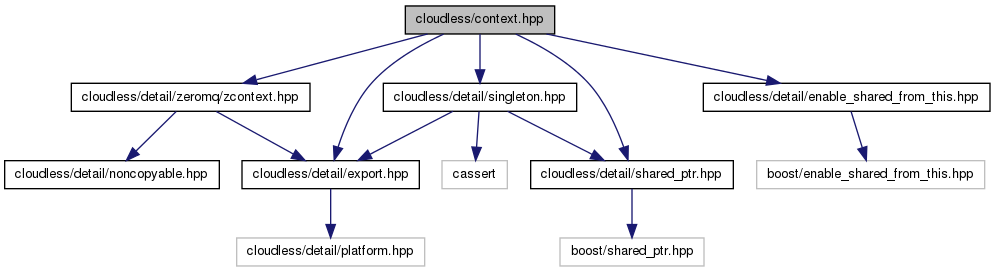 cloudless/context.hpp
cloudless/detail/zeromq/zcontext.hpp
cloudless/detail/singleton.hpp
cloudless/detail/enable_shared_from_this.hpp
cloudless/detail/noncopyable.hpp
cloudless/detail/export.hpp
cassert
cloudless/detail/shared_ptr.hpp
boost/enable_shared_from_this.hpp
cloudless/detail/platform.hpp
boost/shared_ptr.hpp